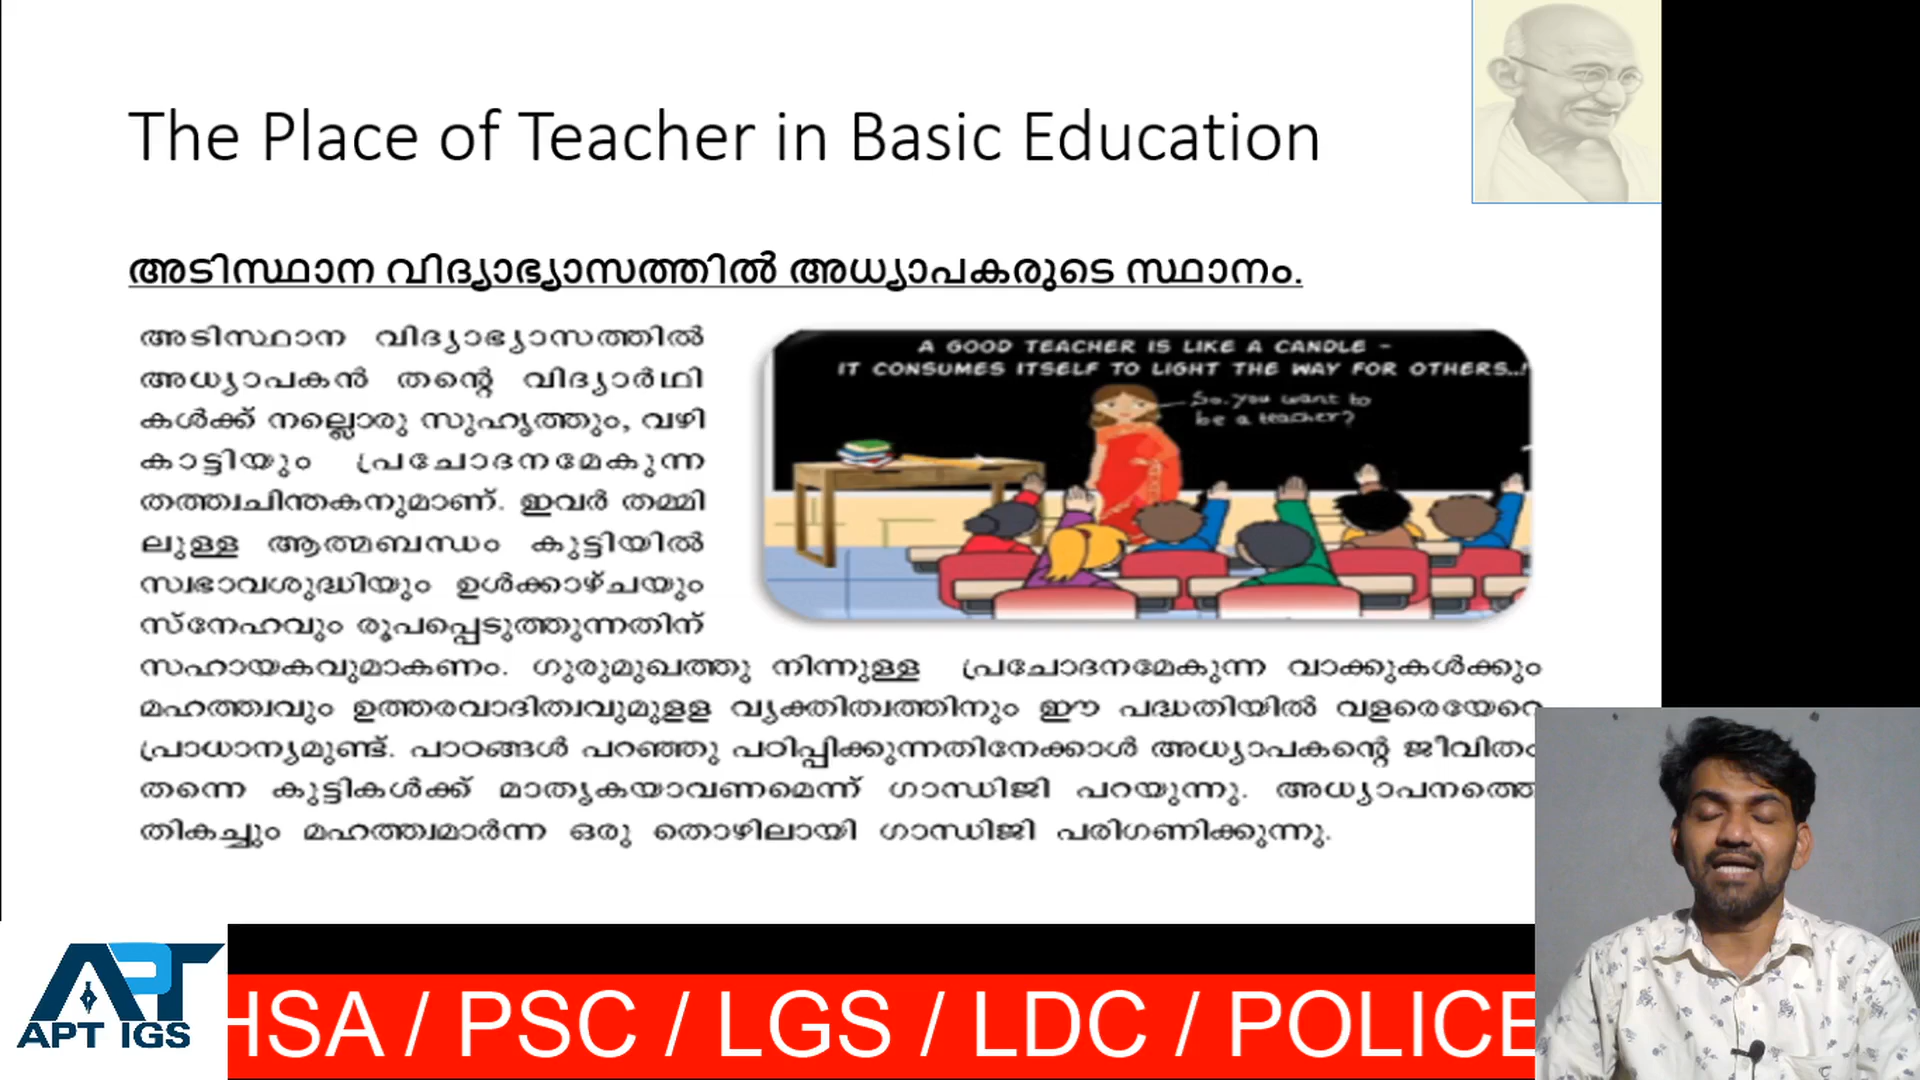 The Place of Teacher in Basic Education
അടിസ്ഥാന വിദ്യാഭ്യാസത്തിൽ അധ്യാപകരുടെ സ്ഥാനം.
അടിസ്ഥാന വിദ്യാഭ്യാസത്തിൽ
അധ്യാപകൻ തന്റെ വിദ്യാർഥി
കൾക്ക് നല്ലൊരു സുഹൃത്തും, വഴി
കാട്ടിയും പ്രചോദനമേകുന്ന
തത്ത്വചിന്തകനുമാണ്. ഇവർ തമ്മി
ലുള്ള ആത്മബന്ധം കുട്ടിയിൽ
സ്വഭാവശുദ്ധിയും ഉൾക്കാഴ്ചയും
സ്നേഹവും രൂപപ്പെടുത്തുന്നതിന്
സഹായകവുമാകണം. ഗുരുമുഖത്തു നിന്നുള്ള പ്രചോദനമേകുന്ന വാക്കുകൾക്കും
മഹത്ത്വവും ഉത്തരവാദിത്വവുമുള്ള വ്യക്തിത്വത്തിനും ഈ പദ്ധതിയിൽ വളരെയേറെ
പ്രാധാന്യമുണ്ട്. പാഠങ്ങൾ പറഞ്ഞു പഠിപ്പിക്കുന്നതിനേക്കാൾ അധ്യാപകന്റെ ജീവിതം
തന്നെ കുട്ടികൾക്ക് മാതൃകയാവണമെന്ന് ഗാന്ധിജി പറയുന്നു. അധ്യാപനത്തെ
തികച്ചും മഹത്ത്വമാർന്ന ഒരു തൊഴിലായി ഗാന്ധിജി പരിഗണിക്കുന്നു.
A GOOD TEACHER IS LIKE A CANDLE -
IT CONSUMES ITSELF TO LIGHT THE WAY FOR OTHERS..!
So.you want to
be a teacher?
APT
APT IGS
HSA / PSC / LGS / LDC / POLICE